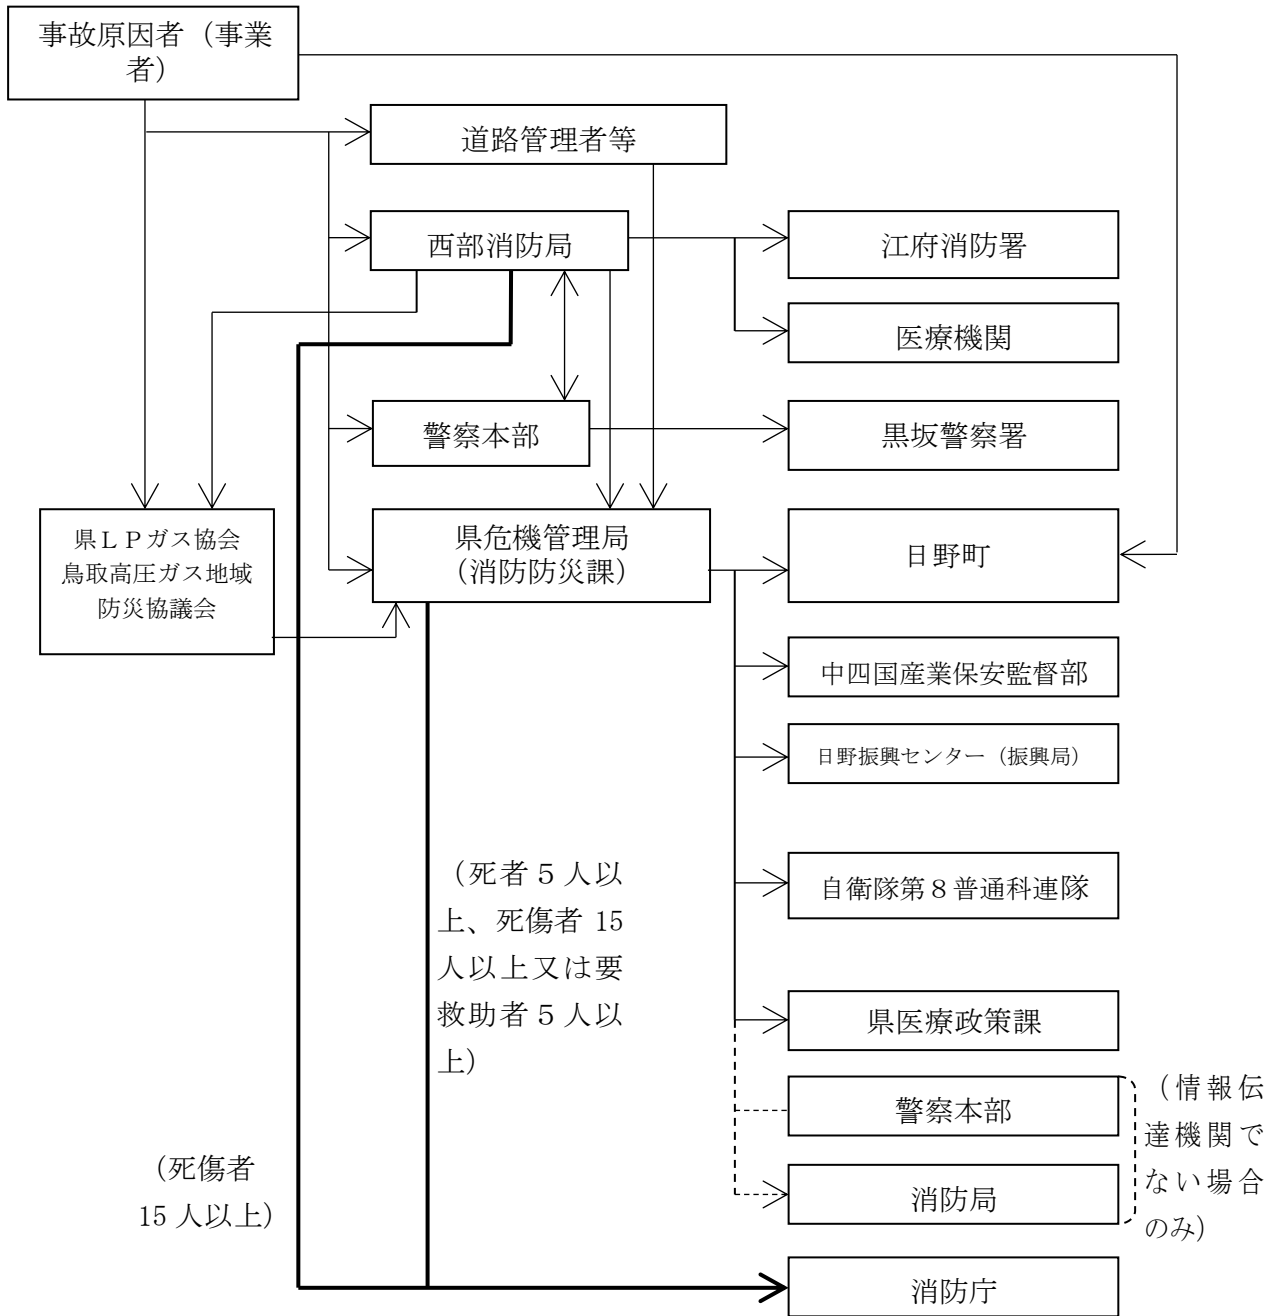 事故原因者（事業
者）
道路管理者等
西部消防局
江府消防署
医療機関
警察本部
黒坂警察署
県ＬＰガス協会
鳥取高圧ガス地域
防災協議会
県危機管理局
（消防防災課）
日野町
中四国産業保安監督部
日野振興センター（振興局）
（死者５人以
上、死傷者 15
人以上又は要
救助者５人以
上）
自衛隊第８普通科連隊
県医療政策課
警察本部
（情報伝
達機関で
ない場合
のみ）
消防局
（死傷者
15 人以上）
消防庁